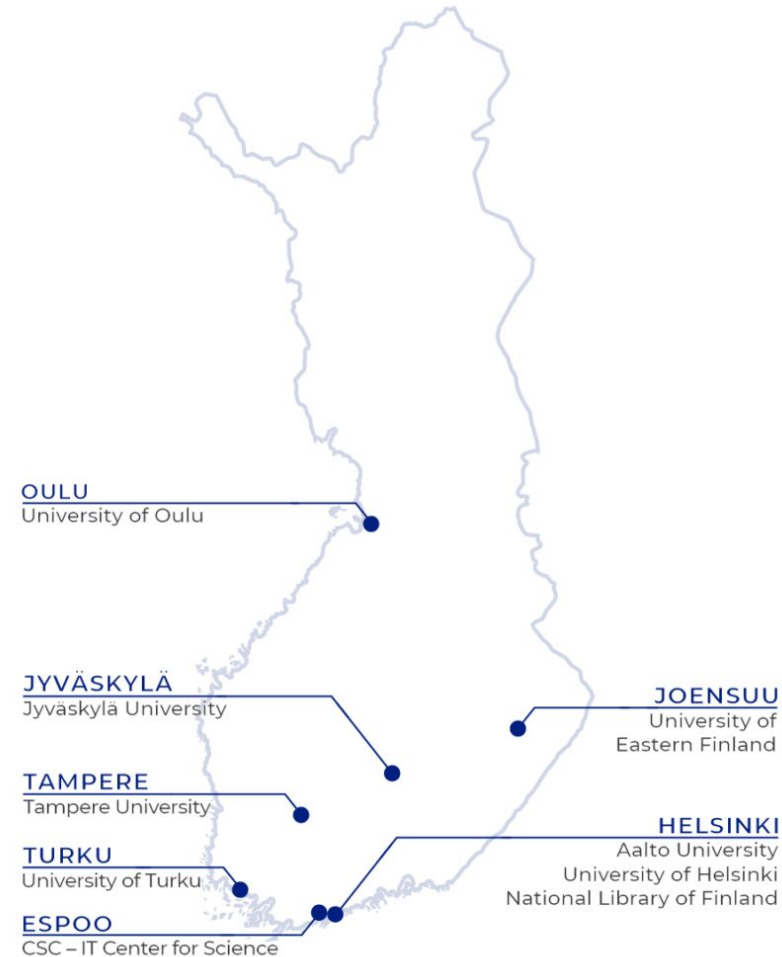 OULU
University of Oulu
JYVÄSKYLÄ
Jyväskylä University
JOENSUU
University of
Eastern Finland
TAMPERE
Tampere University
HELSINKI
Aalto University
University of Helsinki
National Library of Finland
TURKU
University of Turku
ESPOO
CSC – IT Center for Science